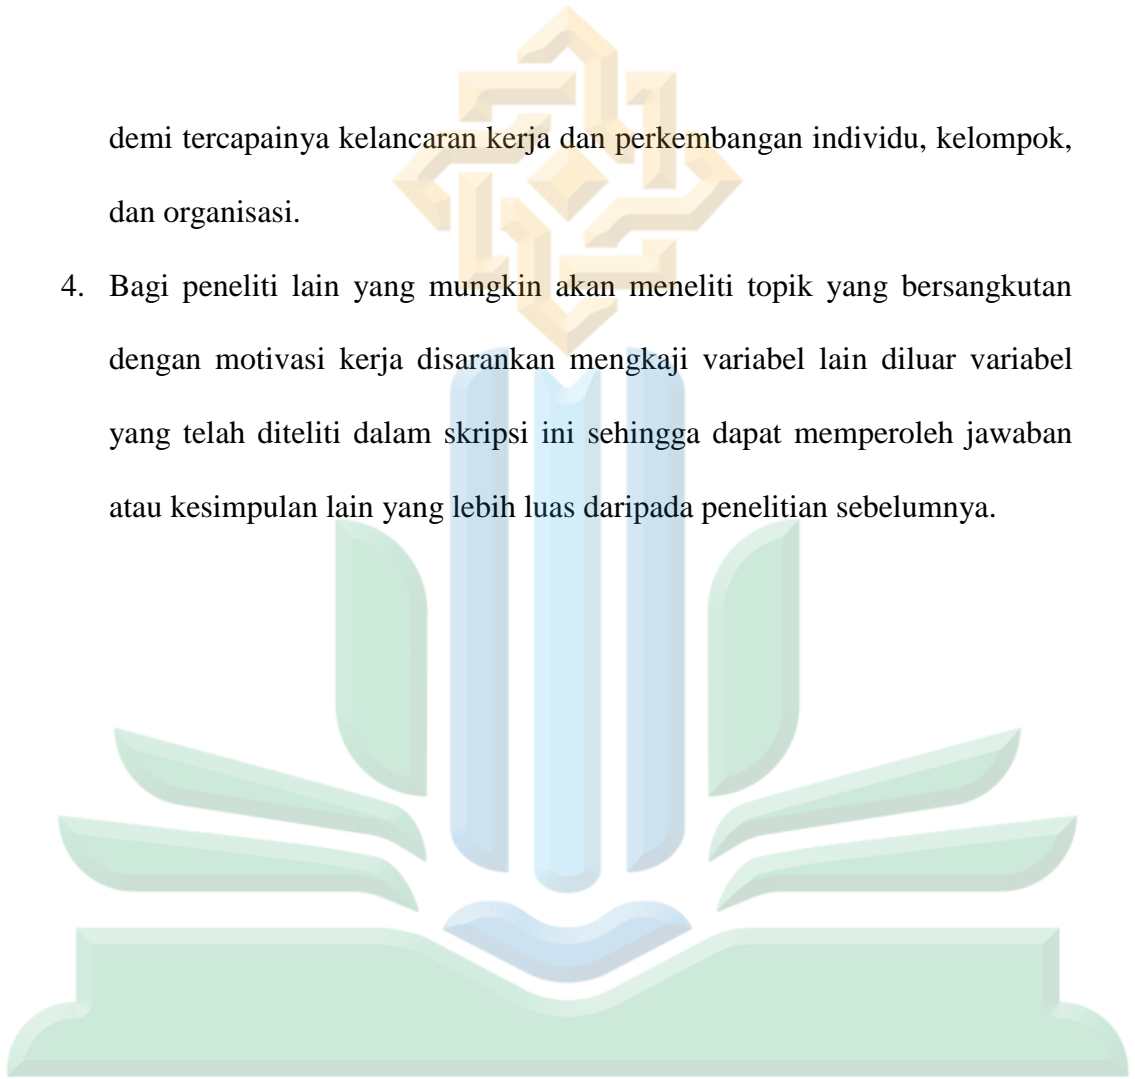 demi tercapainya kelancaran kerja dan perkembangan individu, kelompok,
dan organisasi.
4. Bagi peneliti lain yang mungkin akan meneliti topik yang bersangkutan
dengan motivasi kerja disarankan mengkaji variabel lain diluar variabel
yang telah diteliti dalam skripsi ini sehingga dapat memperoleh jawaban
atau kesimpulan lain yang lebih luas daripada penelitian sebelumnya.